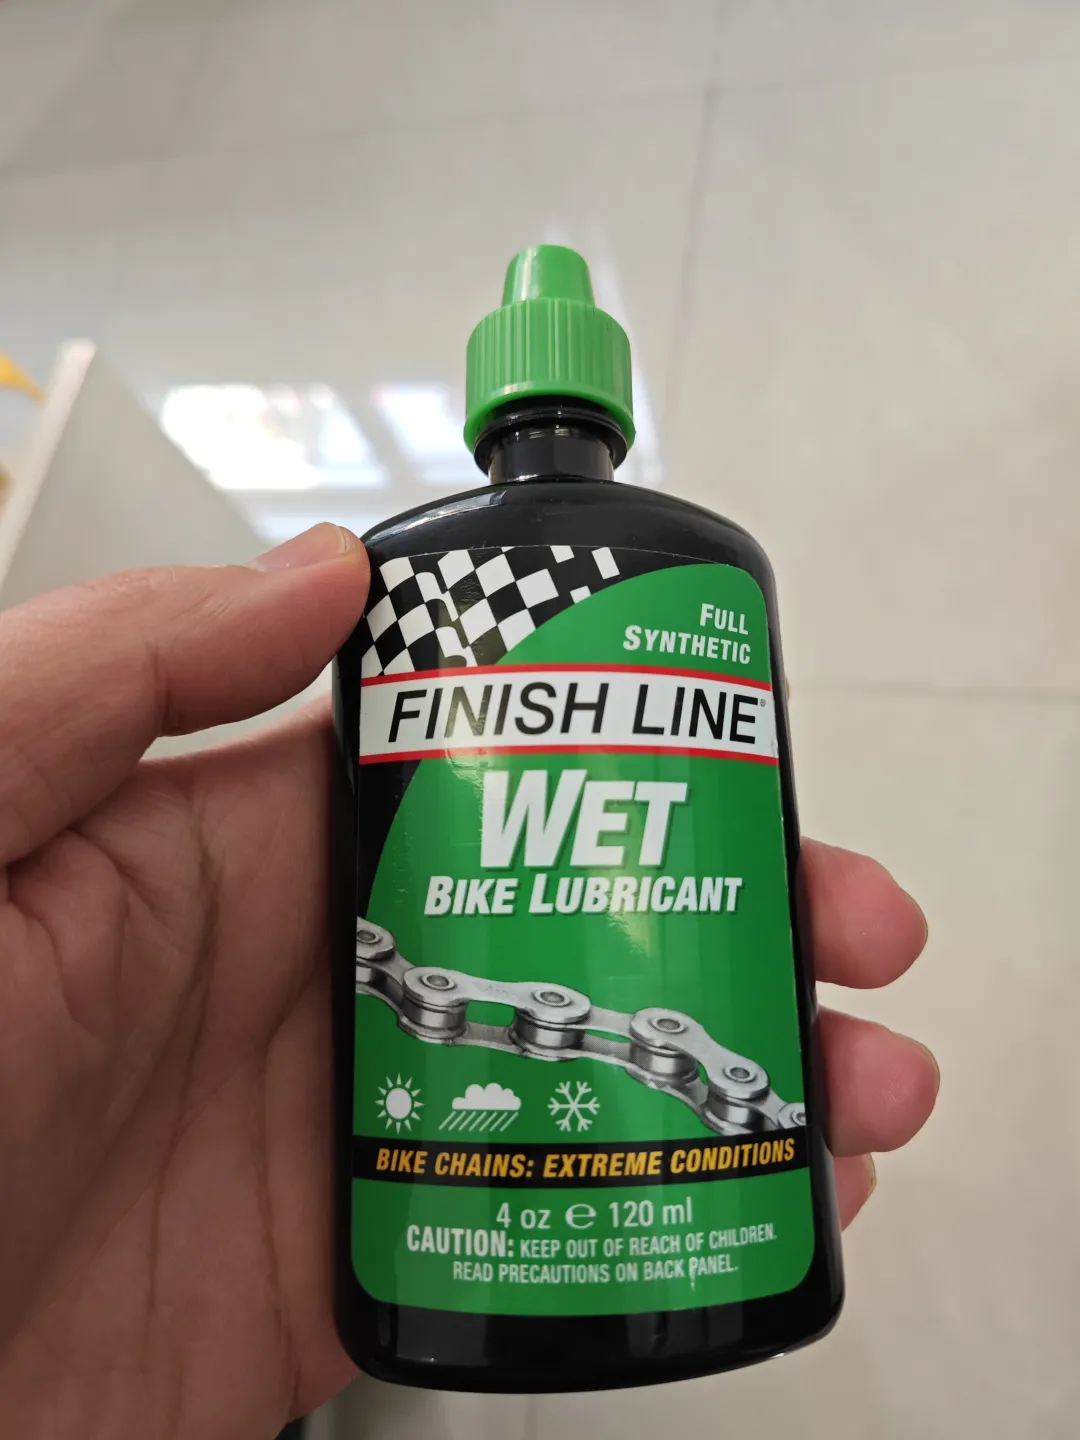 FULL
SYNTHETIC
FINISH LINE®
WET
BIKE LUBRICANT
BIKE CHAINS: EXTREME CONDITIONS
4 oz ℮ 120 ml
CAUTION: KEEP OUT OF REACH OF CHILDREN.
READ PRECAUTIONS ON BACK PANEL.